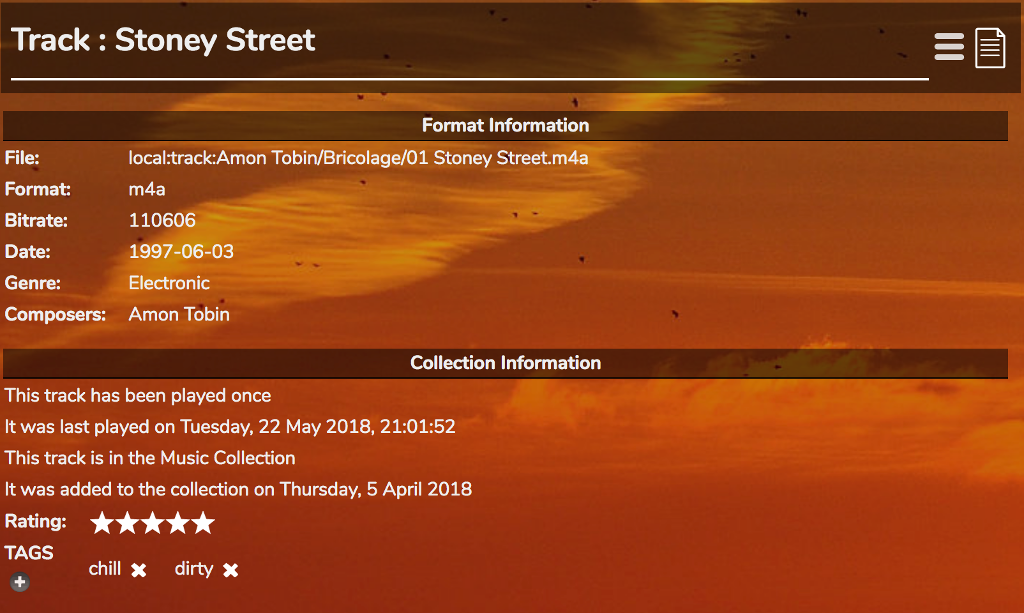 Track : Stoney Street
Format Information
File: local:track:Amon Tobin/Bricolage/01 Stoney Street.m4a
Format: m4a
Bitrate: 110606
Date: 1997-06-03
Genre: Electronic
Composers: Amon Tobin
Collection Information
This track has been played once
It was last played on Tuesday, 22 May 2018, 21:01:52
This track is in the Music Collection
It was added to the collection on Thursday, 5 April 2018
Rating: ★★★★★
TAGS
chill ✖ dirty ✖